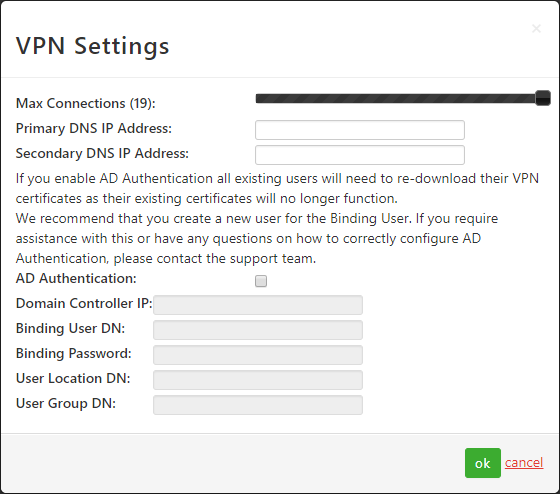 VPN Settings
×
Max Connections (19):
Primary DNS IP Address:
Secondary DNS IP Address:
If you enable AD Authentication all existing users will need to re-download their VPN
certificates as their existing certificates will no longer function.
We recommend that you create a new user for the Binding User. If you require
assistance with this or have any questions on how to correctly configure AD
Authentication, please contact the support team.
AD Authentication:
Domain Controller IP:
Binding User DN:
Binding Password:
User Location DN:
User Group DN:
ok cancel